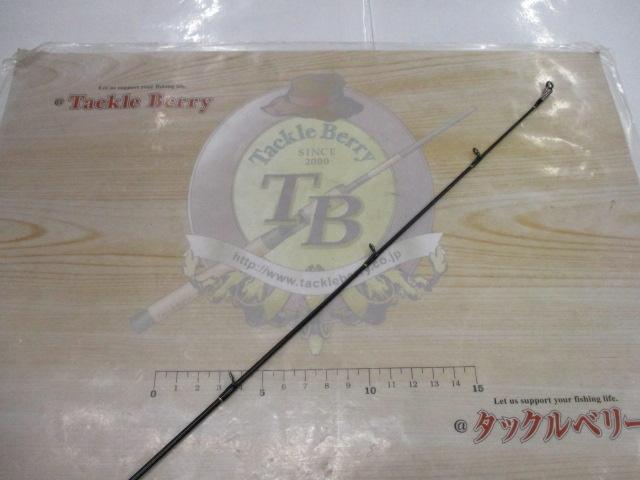 Let us support your fishing life.
@ Tackle Berry
Tackle Berry
SINCE
2000
TB
http://www.tackleberry.co.jp
0 1 2 3 4 5 6 7 8 9 10 11 12 13 14 15
Let us support your fishing life.
@ タックルベリー